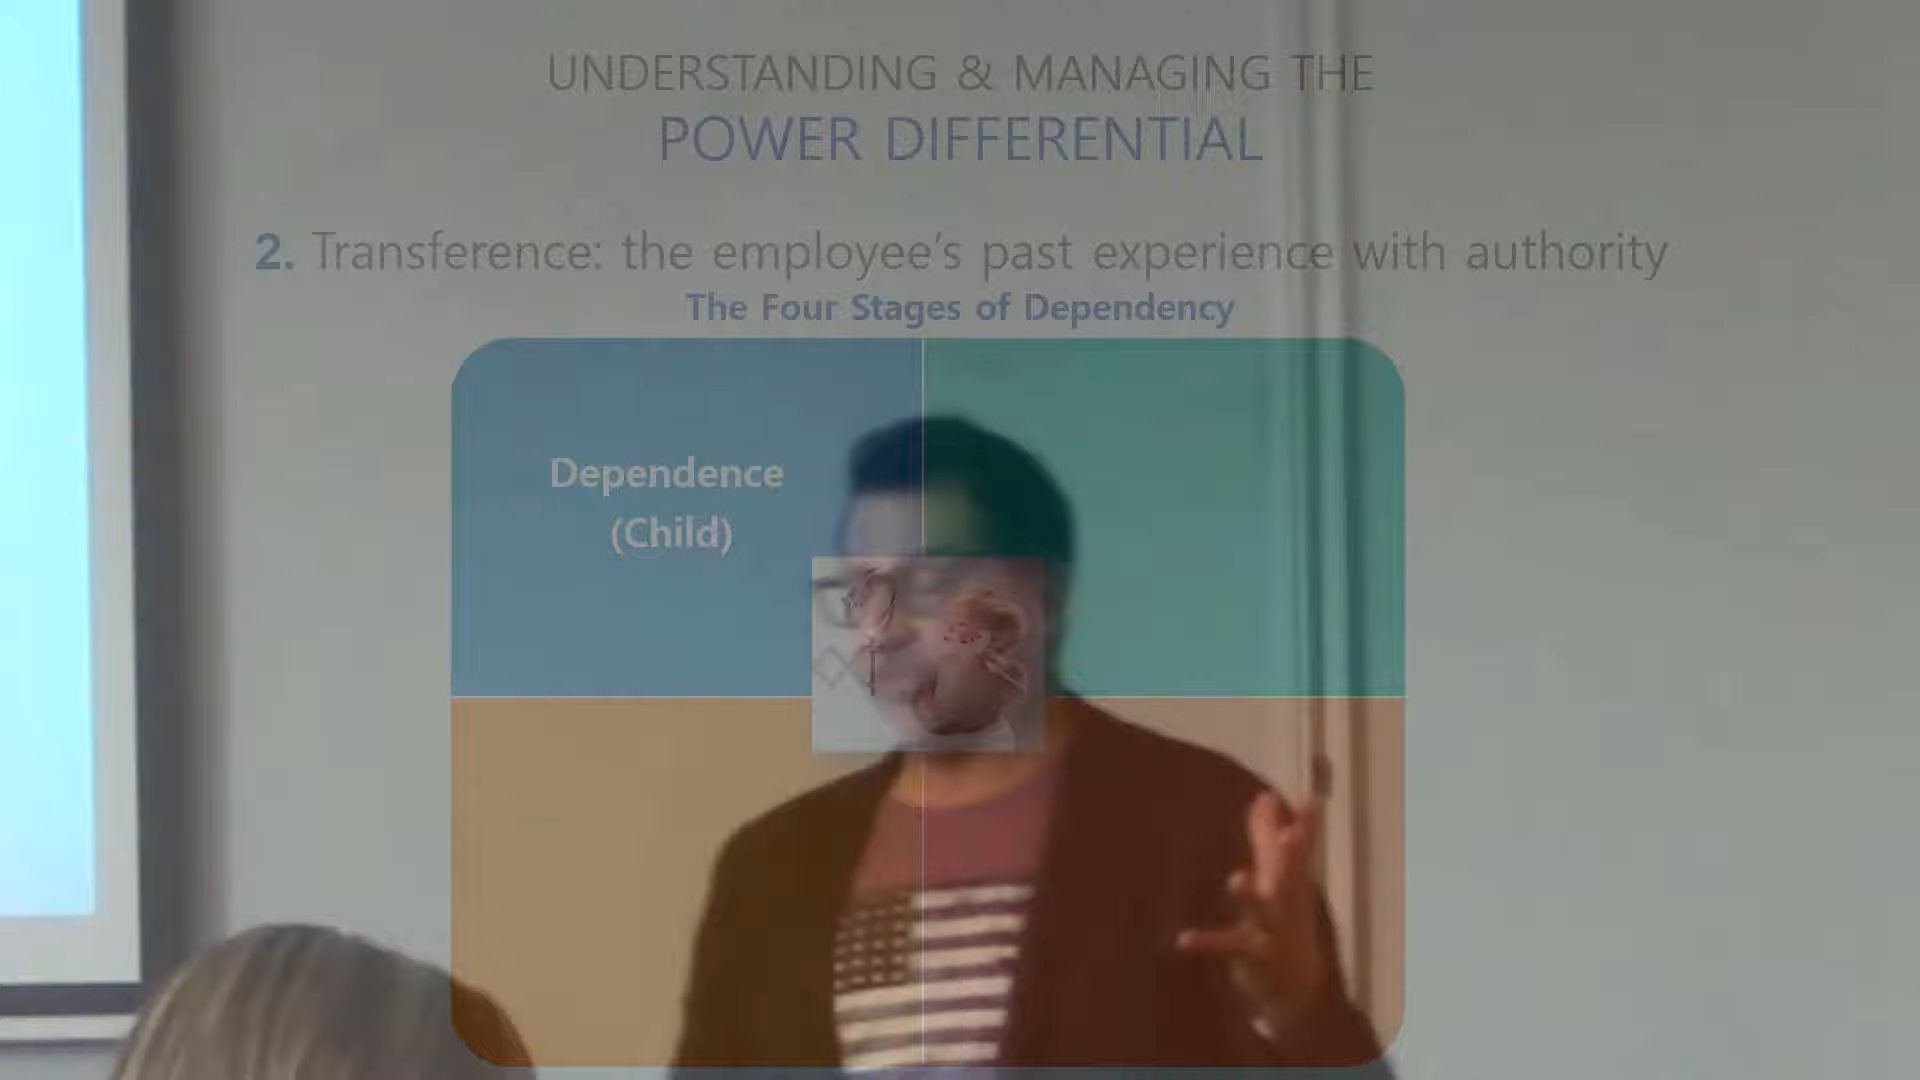 UNDERSTANDING & MANAGING THE
POWER DIFFERENTIAL
2. Transference: the employee's past experience with authority
The Four Stages of Dependency
Dependence
(Child)